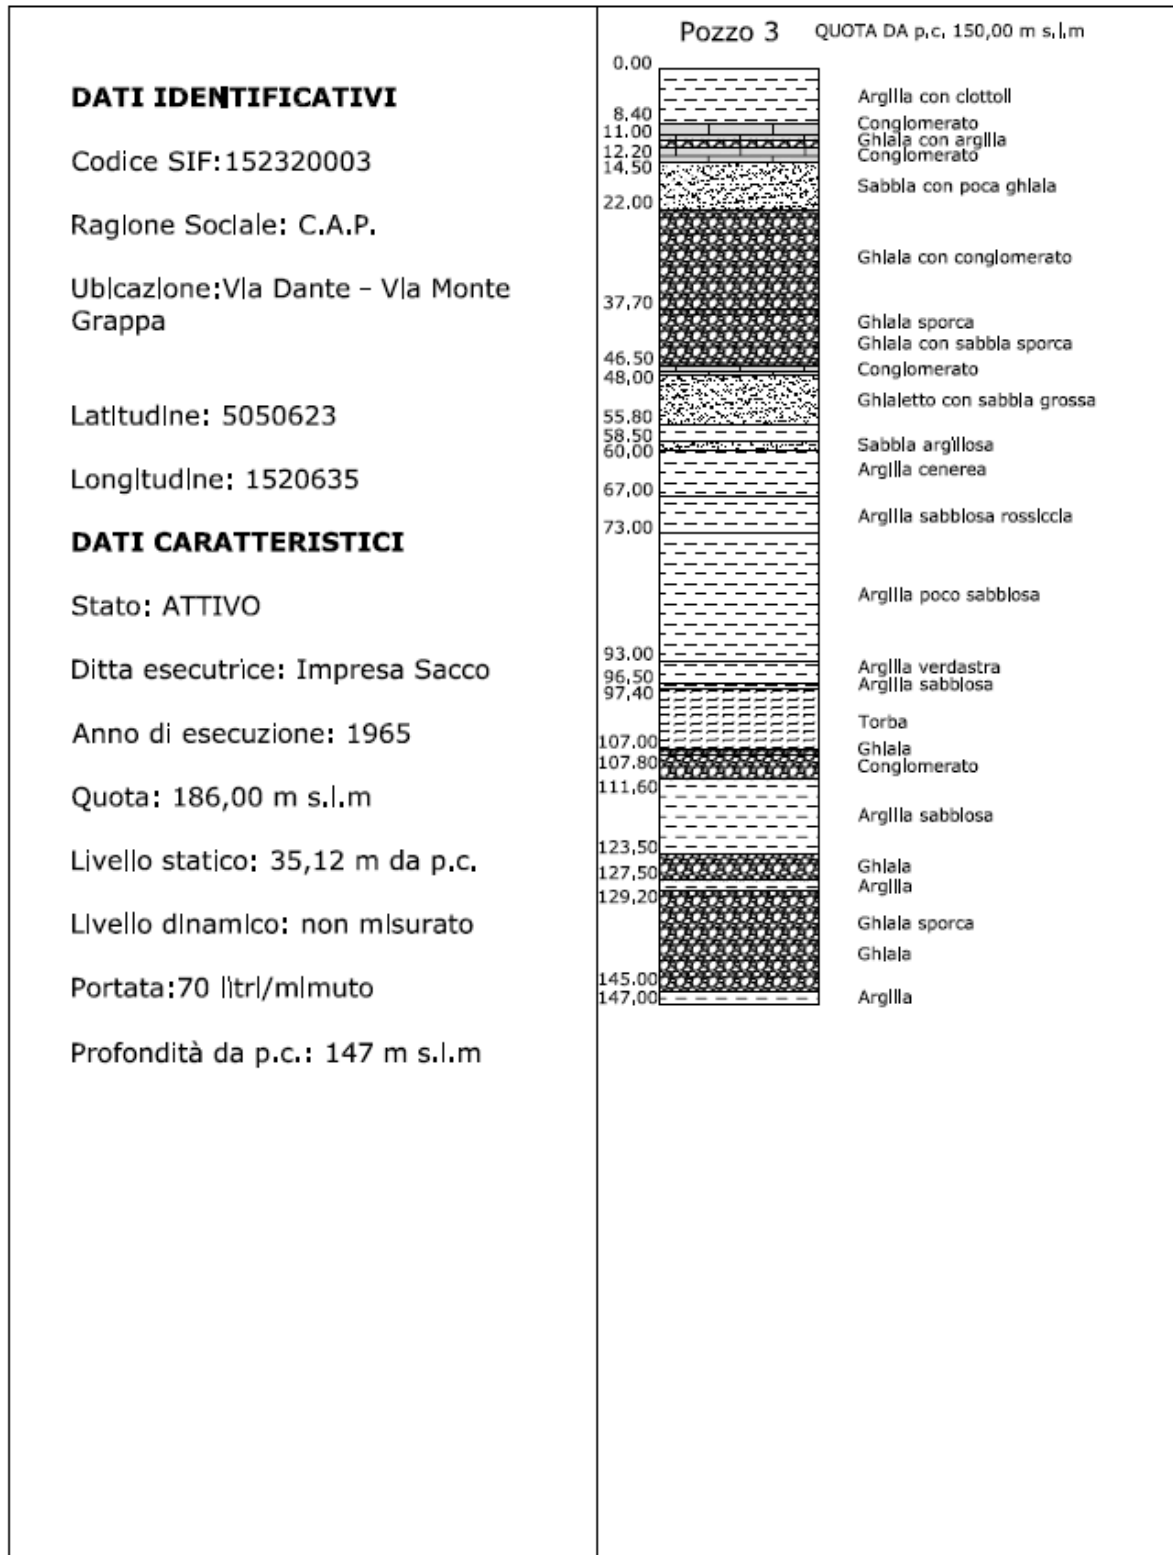 DATI IDENTIFICATIVI
Codice SIF:152320003
Ragione Sociale: C.A.P.
Ubicazione:Via Dante – Via Monte
Grappa
Latitudine: 5050623
Longitudine: 1520635
DATI CARATTERISTICI
Stato: ATTIVO
Ditta esecutrice: Impresa Sacco
Anno di esecuzione: 1965
Quota: 186,00 m s.l.m
Livello statico: 35,12 m da p.c.
Livello dinamico: non misurato
Portata:70 litri/mimuto
Profondità da p.c.: 147 m s.l.m
Pozzo 3 QUOTA DA p.c. 150,00 m s.l.m
0.00
Argilla con ciottoli
8.40
Conglomerato
11.00
Ghiaia con argilla
12.20
Conglomerato
14.50
Sabbia con poca ghiaia
22.00
Ghiaia con conglomerato
37,70
Ghiaia sporca
Ghiaia con sabbia sporca
46.50
Conglomerato
48,00
Ghiaietto con sabbia grossa
55.80
58.50
Sabbia argillosa
60,00
Argilla cenerea
67,00
Argilla sabbiosa rossiccia
73.00
Argilla poco sabbiosa
93.00
Argilla verdastra
96,50
Argilla sabbiosa
97,40
Torba
107.00
Ghiaia
107.80
Conglomerato
111,60
Argilla sabbiosa
123,50
Ghiaia
127,50
Argilla
129,20
Ghiaia sporca
Ghiaia
145.00
147,00
Argilla